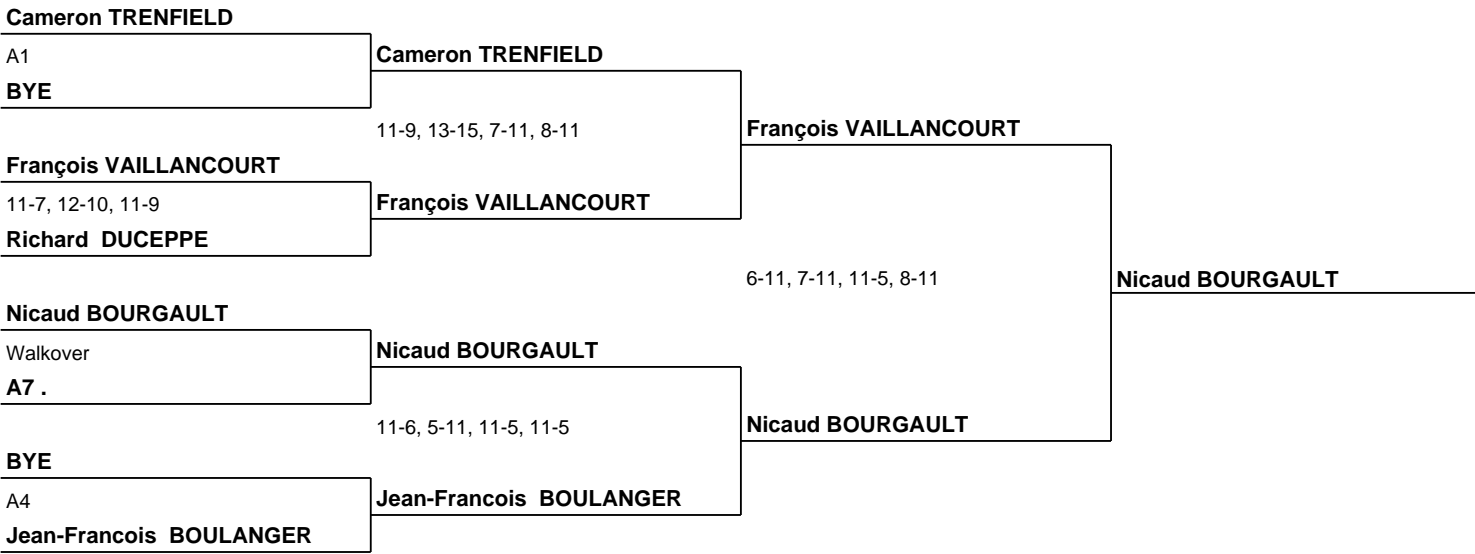 Cameron TRENFIELD
A1
Cameron TRENFIELD
BYE
11-9, 13-15, 7-11, 8-11
François VAILLANCOURT
François VAILLANCOURT
11-7, 12-10, 11-9
François VAILLANCOURT
Richard DUCEPPE
6-11, 7-11, 11-5, 8-11
Nicaud BOURGAULT
Nicaud BOURGAULT
Walkover
Nicaud BOURGAULT
A7 .
11-6, 5-11, 11-5, 11-5
Nicaud BOURGAULT
BYE
A4
Jean-Francois BOULANGER
Jean-Francois BOULANGER